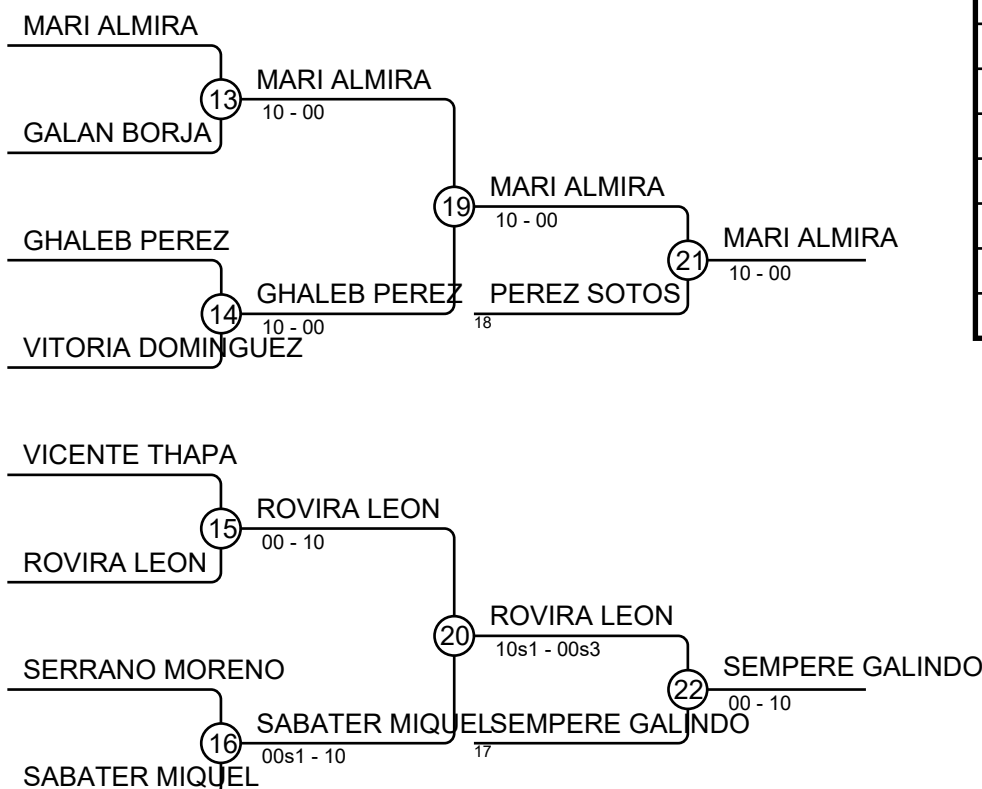 MARI ALMIRA
13
MARI ALMIRA
10 - 00
GALAN BORJA
19
MARI ALMIRA
10 - 00
GHALEB PEREZ
21
MARI ALMIRA
10 - 00
14
GHALEB PEREZ
10 - 00
PEREZ SOTOS
18
VITORIA DOMINGUEZ
VICENTE THAPA
15
ROVIRA LEON
00 - 10
ROVIRA LEON
20
ROVIRA LEON
10s1 - 00s3
SERRANO MORENO
22
SEMPERE GALINDO
00 - 10
16
SABATER MIQUEL
00s1 - 10
SEMPERE GALINDO
17
SABATER MIQUEL